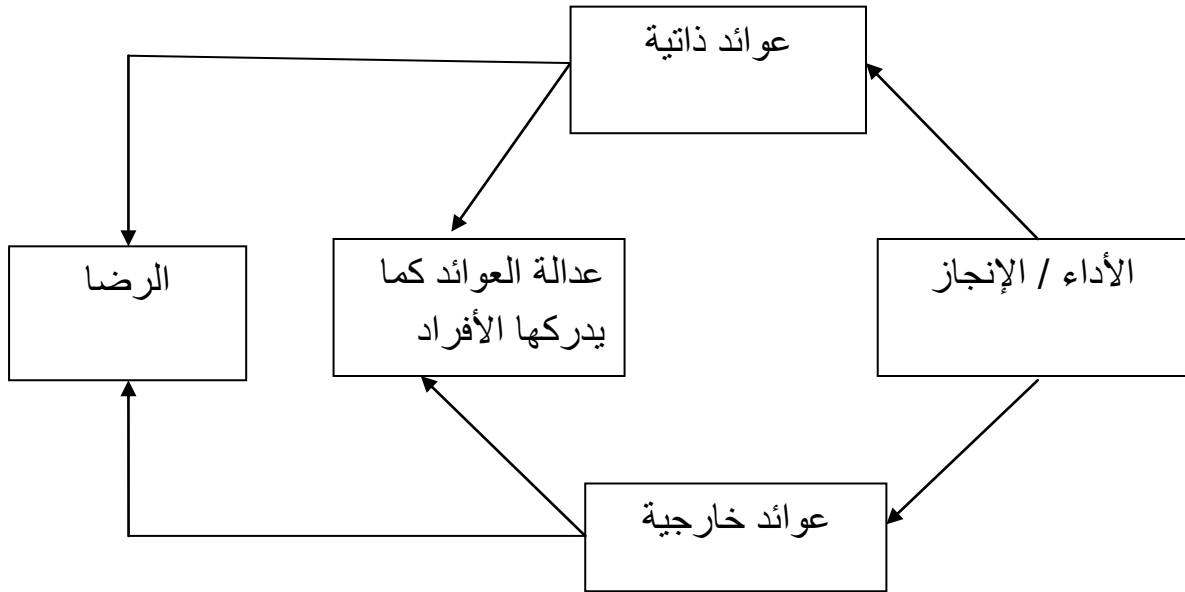 عوائد ذاتية
الأداء / الإنجاز
عدالة العوائد كما
يدركها الأفراد
الرضا
عوائد خارجية